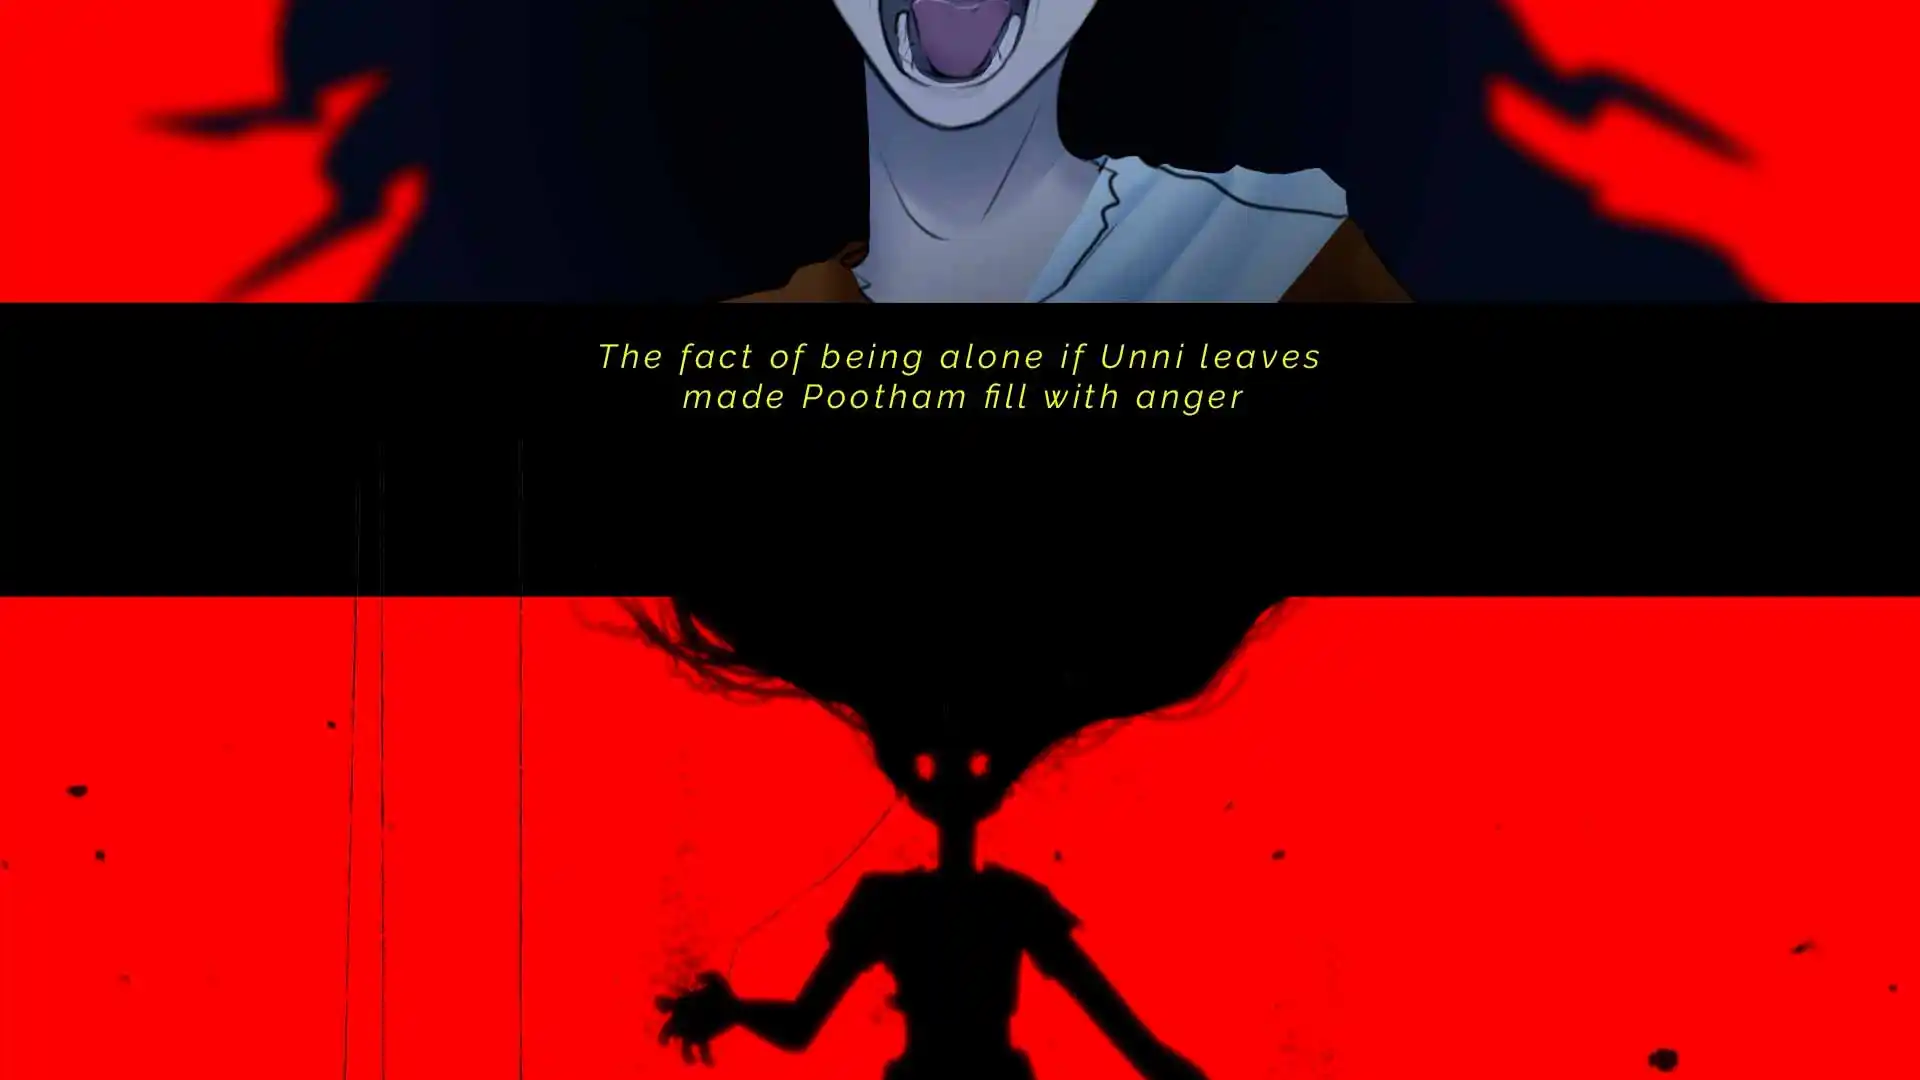 The fact of being alone if Unni leaves
made Pootham fill with anger